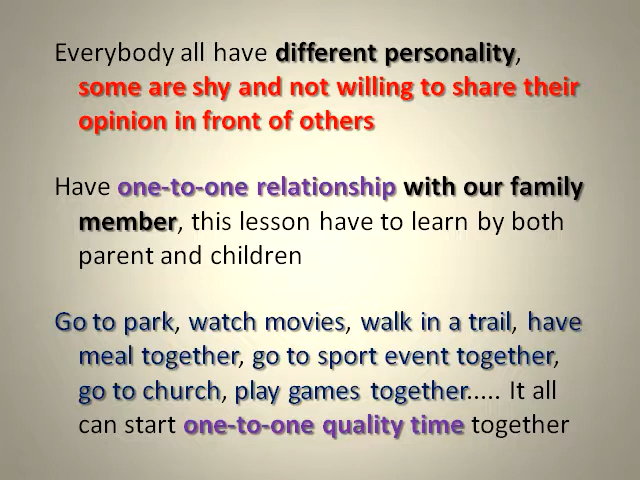 Everybody all have different personality,
some are shy and not willing to share their
opinion in front of others
Have one-to-one relationship with our family
member, this lesson have to learn by both
parent and children
Go to park, watch movies, walk in a trail, have
meal together, go to sport event together,
go to church, play games together..... It all
can start one-to-one quality time together